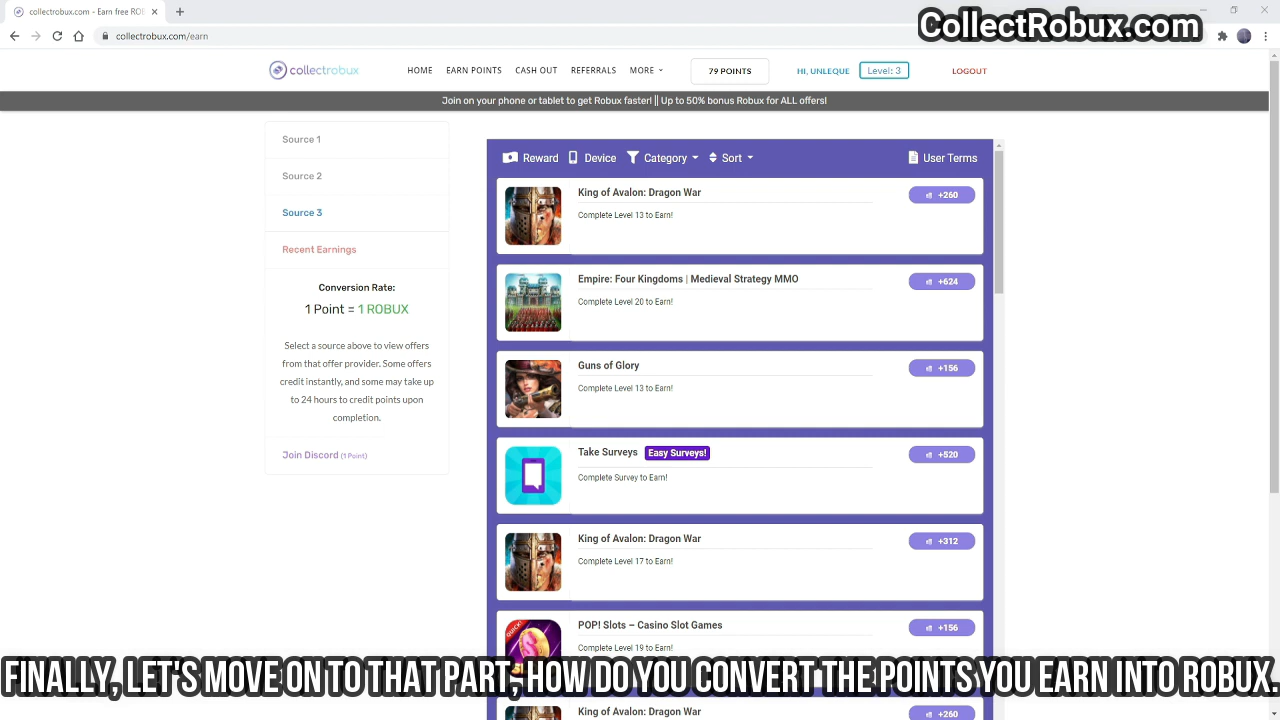 collectrobux.com - Earn free ROB
CollectRobux.com
collectrobux.com/earn
collectrobux
HOME
EARN POINTS
CASH OUT
REFERRALS
MORE
79 POINTS
HI, UNLEQUE
Level: 3
LOGOUT
Join on your phone or tablet to get Robux faster! || Up to 50% bonus Robux for ALL offers!
Source 1
Source 2
Source 3
Recent Earnings
Conversion Rate:
1 Point = 1 ROBUX
Select a source above to view offers
from that offer provider. Some offers
credit instantly, and some may take up
to 24 hours to credit points upon
completion.
Join Discord (1 Point)
Reward
Device
Category
Sort
User Terms
King of Avalon: Dragon War
+260
Complete Level 13 to Earn!
Empire: Four Kingdoms | Medieval Strategy MMO
+624
Complete Level 20 to Earn!
Guns of Glory
+156
Complete Level 13 to Earn!
Take Surveys
Easy Surveys!
+520
Complete Survey to Earn!
King of Avalon: Dragon War
+312
Complete Level 17 to Earn!
POP! Slots – Casino Slot Games
+156
Complete Level 19 to Earn!
QUICK!
FINALLY, LET'S MOVE ON TO THAT PART, HOW DO YOU CONVERT THE POINTS YOU EARN INTO ROBUX.
King of Avalon: Dragon War
+260